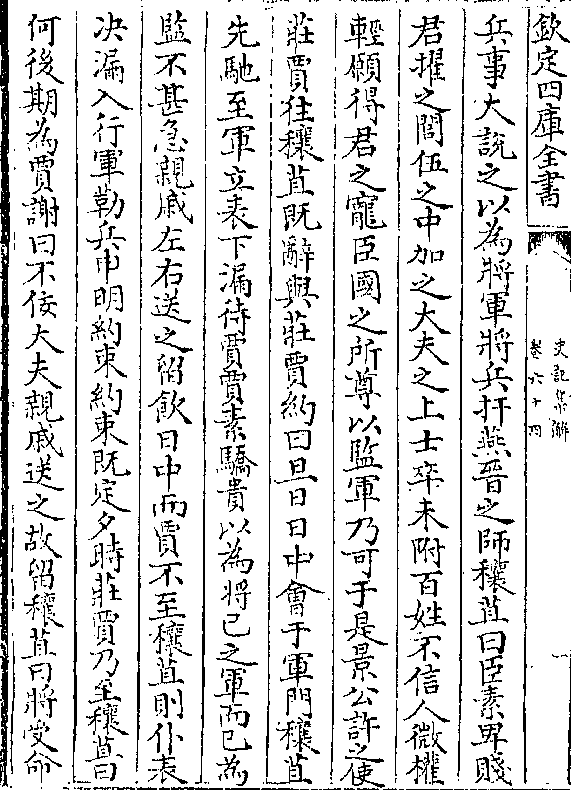 欽定四庫全書
史記集解
卷六十四
一
兵事大説之以為將軍將兵扞燕晉之師穰苴曰臣素卑賤
君擢之閭伍之中加之大夫之上士卒未附百姓不信人微權
輕願得君之寵臣國之所尊以監軍乃可于是景公許之使
莊賈往穰苴既辭與莊賈約曰旦日日中會于軍門穰苴
先馳至軍立表下漏待賈賈素驕貴以為將已之軍而已為
監不甚急親戚左右送之留飲日中而賈不至穰苴則仆表
决漏入行軍勒兵申明約束約束既定夕時莊賈乃至穰苴曰
何後期為賈謝曰不佞大夫親戚送之故留穰苴曰將受命